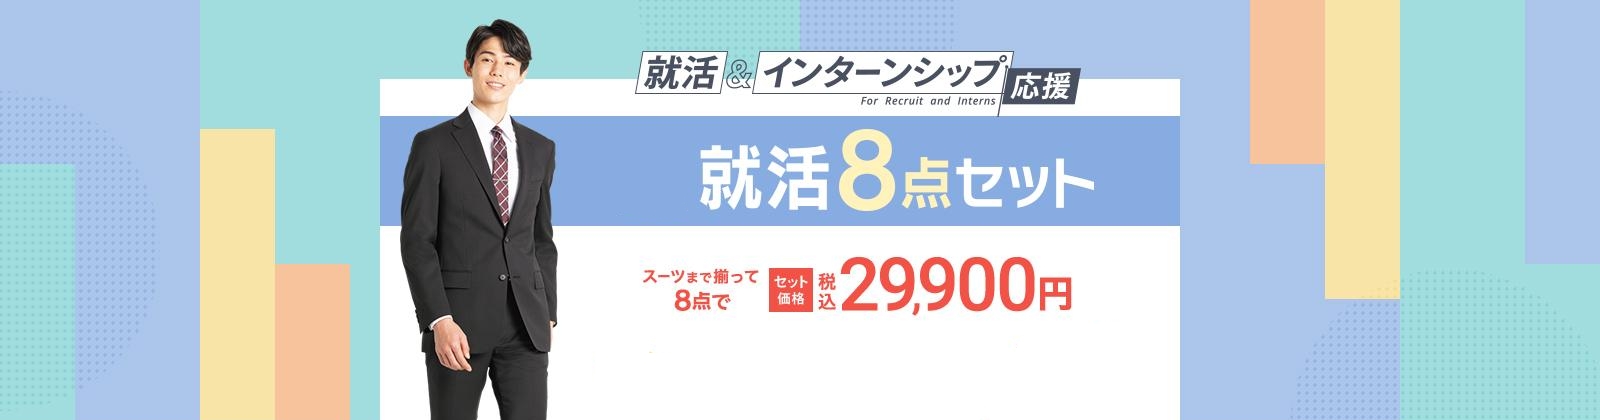 就活&インターンシップ応援
For Recruit and Interns
就活8点セット
スーツまで揃って
8点で
セット価格
税込29,900円